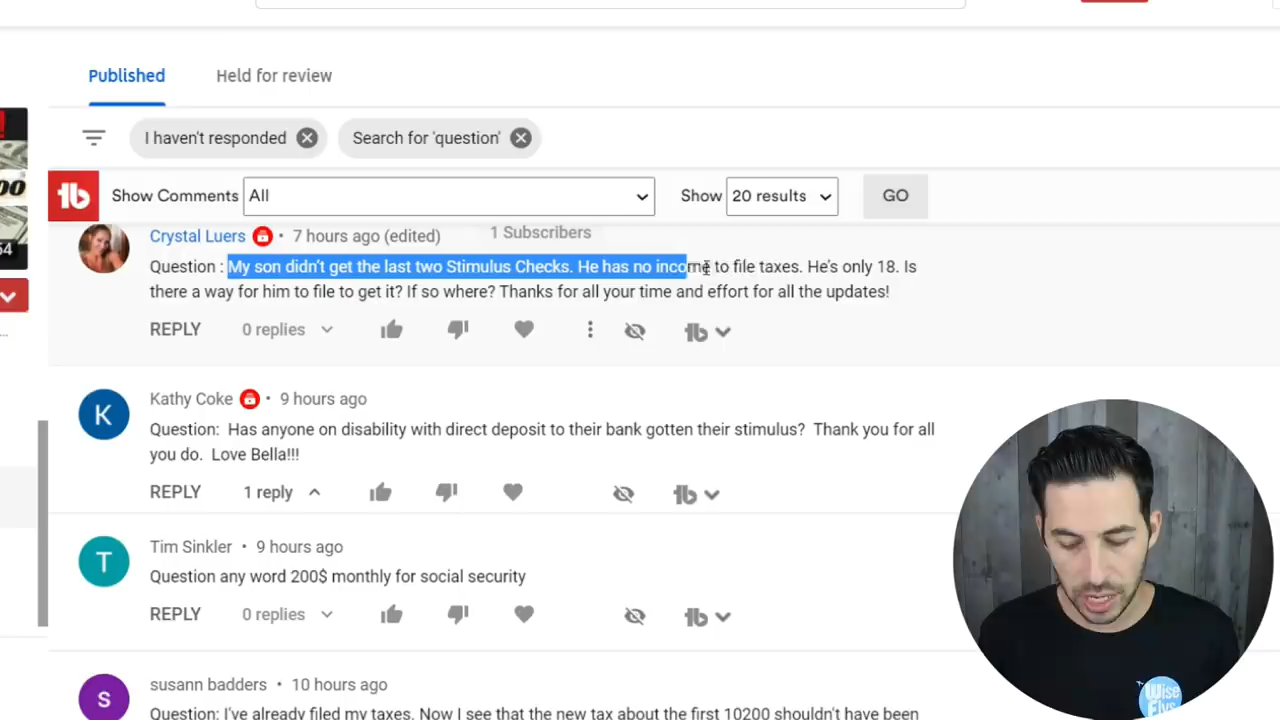 Published Held for review
I haven't responded Search for 'question'
Show Comments All Show 20 results GO
00
54
Crystal Luers • 7 hours ago (edited) 1 Subscribers
Question : My son didn't get the last two Stimulus Checks. He has no income to file taxes. He's only 18. Is
there a way for him to file to get it? If so where? Thanks for all your time and effort for all the updates!
REPLY 0 replies
K
Kathy Coke • 9 hours ago
Question: Has anyone on disability with direct deposit to their bank gotten their stimulus? Thank you for all
you do. Love Bella!!!
REPLY 1 reply
T
Tim Sinkler • 9 hours ago
Question any word 200$ monthly for social security
REPLY 0 replies
S
susann badders • 10 hours ago
Question: I've already filed my taxes. Now I see that the new tax about the first 10200 shouldn't have been
Wise